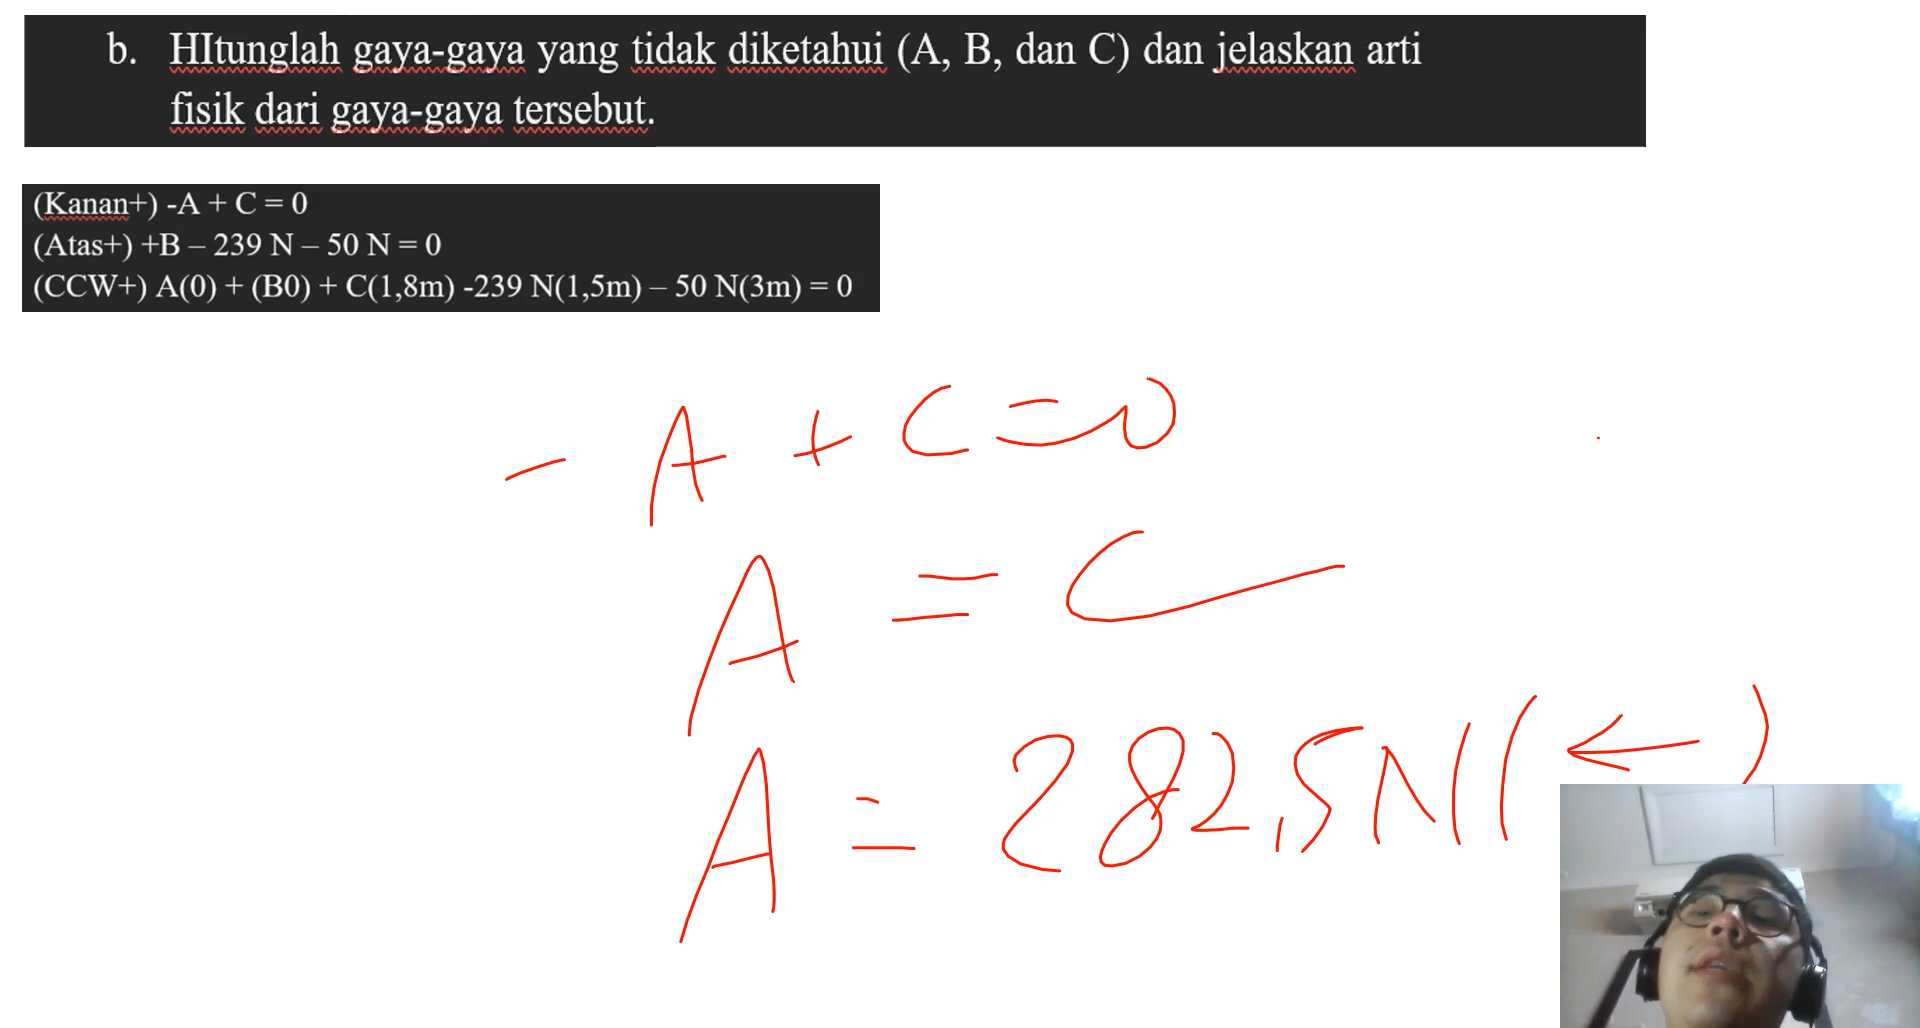 b. HItunglah gaya-gaya yang tidak diketahui (A, B, dan C) dan jelaskan arti
fisik dari gaya-gaya tersebut.
(Kanan+) -A + C = 0
(Atas+) +B – 239 N – 50 N = 0
(CCW+) A(0) + (B0) + C(1,8m) -239 N(1,5m) – 50 N(3m) = 0
- A + C = 0
A = C
A = 282,5 N (←)